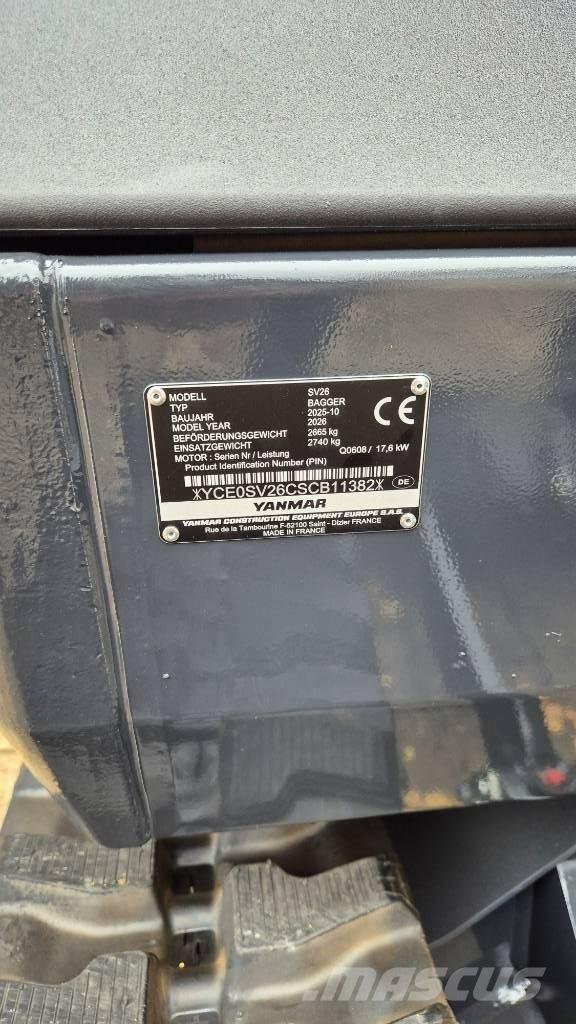 MODELL SV26
TYP BAGGER
BAUJAHR 2025-10
MODEL YEAR 2026
BEFÖRDERUNGSGEWICHT 2665 kg
EINSATZGEWICHT 2740 kg
MOTOR : Serien Nr / Leistung Q0608 / 17,6 kW
Product Identification Number (PIN)
CE
YCE0SV26CSCB11382
DE
YANMAR
YANMAR CONSTRUCTION EQUIPMENT EUROPE S.A.S.
Rue de la Tambourine F-52100 Saint - Dizier FRANCE
MADE IN FRANCE
MASCUS